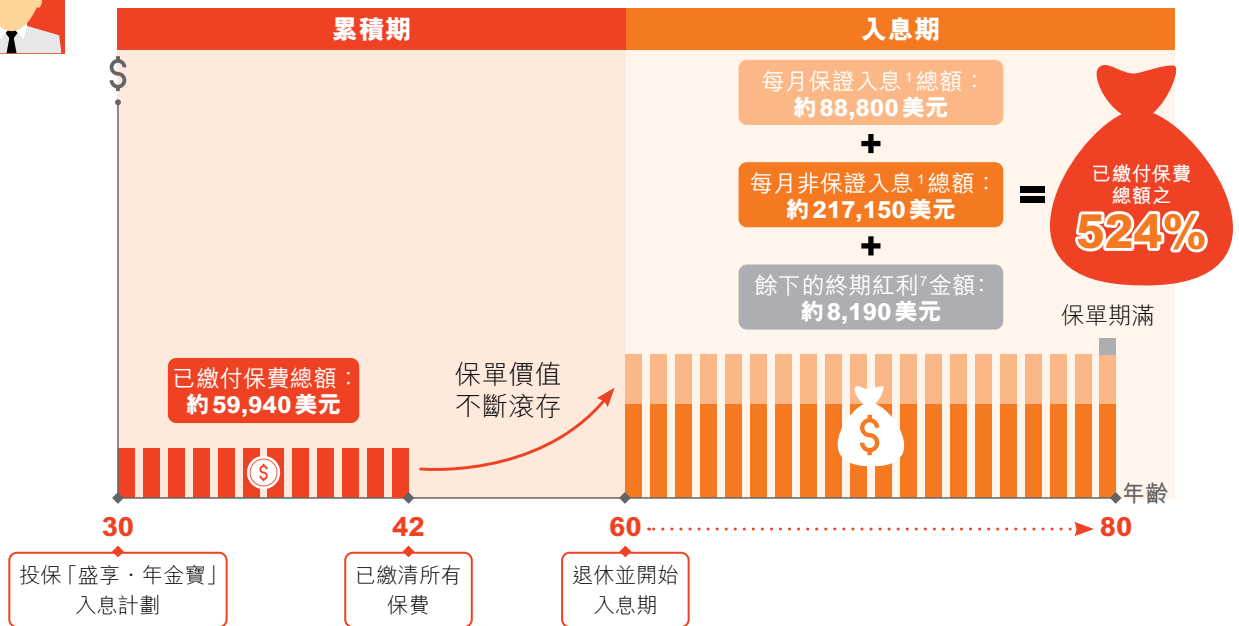 累積期
入息期
$
每月保證入息¹總額：
約88,800美元
+
每月非保證入息¹總額：
約217,150美元
+
餘下的終期紅利⁷金額：
約8,190美元
=
已繳付保費
總額之
524%
保單期滿
已繳付保費總額：
約59,940美元
保單價值
不斷滾存
$
$
年齡
30
42
60
80
投保「盛享．年金寶」
入息計劃
已繳清所有
保費
退休並開始
入息期